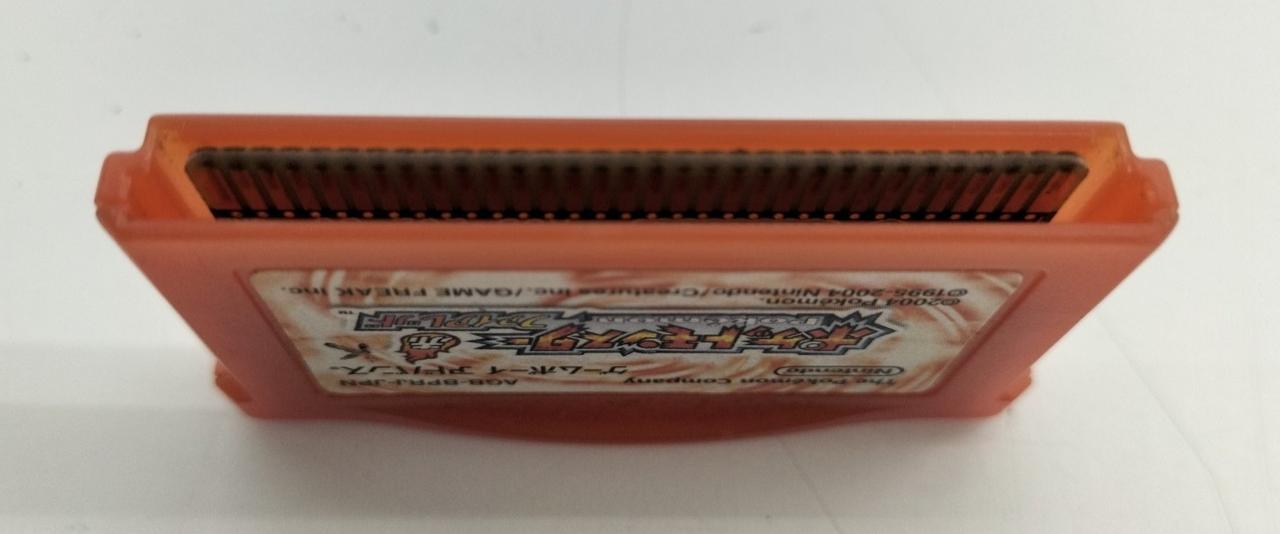 The Pokémon Company
Nintendo
AGB-BPRJ-JPN
ゲームボーイ アドバンス。
ポケットモンスター
ファイアレッド
©2004 Pokémon.
©1995-2004 Nintendo/Creatures inc./GAME FREAK inc.
TM